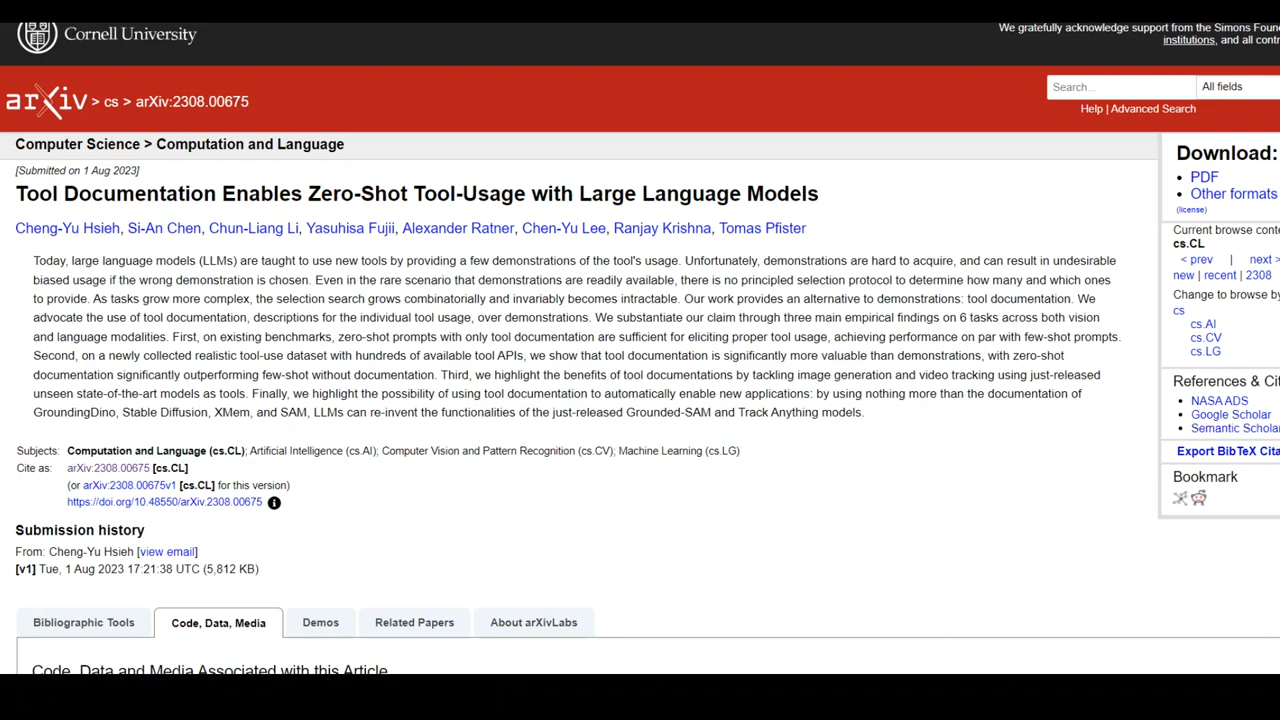 Cornell University
We gratefully acknowledge support from the Simons Foun
institutions, and all contr
arXiv > cs > arXiv:2308.00675
Search...
All fields
Help | Advanced Search
Computer Science > Computation and Language
[Submitted on 1 Aug 2023]
Tool Documentation Enables Zero-Shot Tool-Usage with Large Language Models
Cheng-Yu Hsieh, Si-An Chen, Chun-Liang Li, Yasuhisa Fujii, Alexander Ratner, Chen-Yu Lee, Ranjay Krishna, Tomas Pfister
Today, large language models (LLMs) are taught to use new tools by providing a few demonstrations of the tool's usage. Unfortunately, demonstrations are hard to acquire, and can result in undesirable
biased usage if the wrong demonstration is chosen. Even in the rare scenario that demonstrations are readily available, there is no principled selection protocol to determine how many and which ones
to provide. As tasks grow more complex, the selection search grows combinatorially and invariably becomes intractable. Our work provides an alternative to demonstrations: tool documentation. We
advocate the use of tool documentation, descriptions for the individual tool usage, over demonstrations. We substantiate our claim through three main empirical findings on 6 tasks across both vision
and language modalities. First, on existing benchmarks, zero-shot prompts with only tool documentation are sufficient for eliciting proper tool usage, achieving performance on par with few-shot prompts.
Second, on a newly collected realistic tool-use dataset with hundreds of available tool APIs, we show that tool documentation is significantly more valuable than demonstrations, with zero-shot
documentation significantly outperforming few-shot without documentation. Third, we highlight the benefits of tool documentations by tackling image generation and video tracking using just-released
unseen state-of-the-art models as tools. Finally, we highlight the possibility of using tool documentation to automatically enable new applications: by using nothing more than the documentation of
GroundingDino, Stable Diffusion, XMem, and SAM, LLMs can re-invent the functionalities of the just-released Grounded-SAM and Track Anything models.
Subjects: Computation and Language (cs.CL); Artificial Intelligence (cs.AI); Computer Vision and Pattern Recognition (cs.CV); Machine Learning (cs.LG)
Cite as: arXiv:2308.00675 [cs.CL]
(or arXiv:2308.00675v1 [cs.CL] for this version)
https://doi.org/10.48550/arXiv.2308.00675
Submission history
From: Cheng-Yu Hsieh [view email]
[v1] Tue, 1 Aug 2023 17:21:38 UTC (5,812 KB)
Bibliographic Tools
Code, Data, Media
Demos
Related Papers
About arXivLabs
Code, Data and Media Associated with this Article
Download:
PDF
Other formats
(license)
Current browse conte
cs.CL
< prev | next >
new | recent | 2308
Change to browse by
cs
cs.AI
cs.CV
cs.LG
References & Cit
NASA ADS
Google Scholar
Semantic Scholar
Export BibTeX Cita
Bookmark